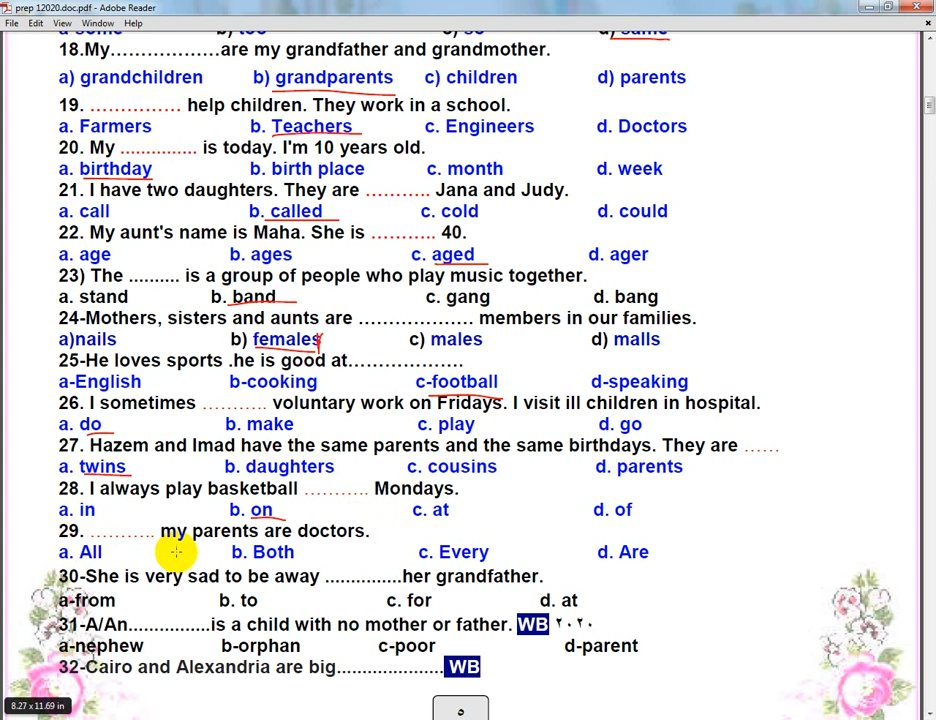 prep 12020.doc.pdf - Adobe Reader
File Edit View Window Help
a) some b) too c) so d) same
18.My..................are my grandfather and grandmother.
a) grandchildren b) grandparents c) children d) parents
19. .............. help children. They work in a school.
a. Farmers b. Teachers c. Engineers d. Doctors
20. My .............. is today. I'm 10 years old.
a. birthday b. birth place c. month d. week
21. I have two daughters. They are ........... Jana and Judy.
a. call b. called c. cold d. could
22. My aunt's name is Maha. She is ........... 40.
a. age b. ages c. aged d. ager
23) The .......... is a group of people who play music together.
a. stand b. band c. gang d. bang
24-Mothers, sisters and aunts are ................... members in our families.
a)nails b) females c) males d) malls
25-He loves sports .he is good at...................
a-English b-cooking c-football d-speaking
26. I sometimes ........... voluntary work on Fridays. I visit ill children in hospital.
a. do b. make c. play d. go
27. Hazem and Imad have the same parents and the same birthdays. They are ......
a. twins b. daughters c. cousins d. parents
28. I always play basketball ........... Mondays.
a. in b. on c. at d. of
29. ........... my parents are doctors.
a. All b. Both c. Every d. Are
30-She is very sad to be away ..............her grandfather.
a-from b. to c. for d. at
31-A/An..............is a child with no mother or father. WB ٢٠٢٠
a-nephew b-orphan c-poor d-parent
32-Cairo and Alexandria are big................... WB
٥
8.27 x 11.69 in